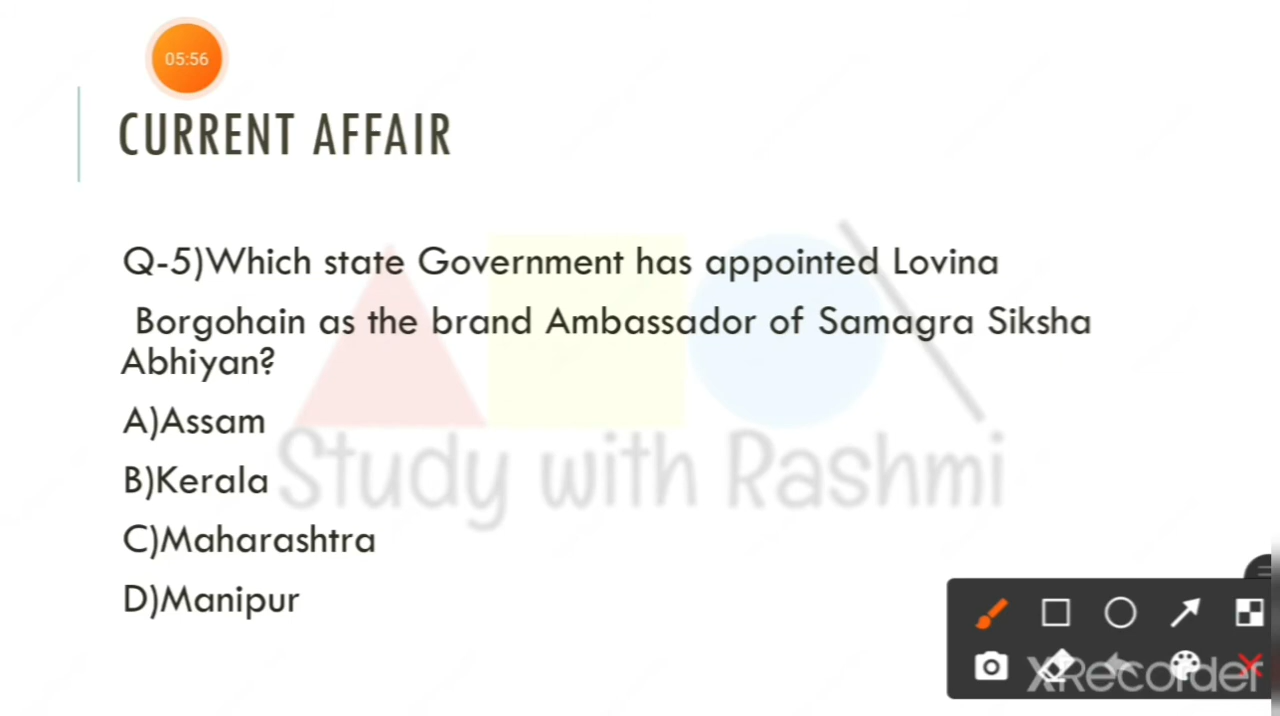 05:56
CURRENT AFFAIR
Q-5)Which state Government has appointed Lovina
Borgohain as the brand Ambassador of Samagra Siksha
Abhiyan?
A)Assam
B)Kerala
C)Maharashtra
D)Manipur
Study with Rashmi
XRecorder